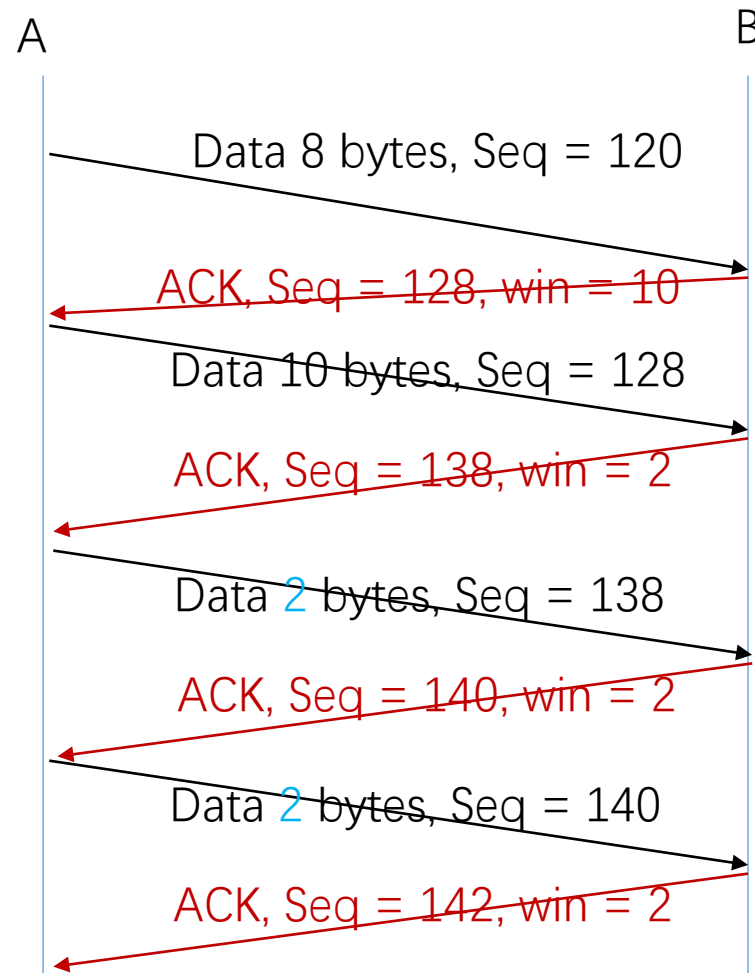 A
B
Data 8 bytes, Seq = 120
ACK, Seq = 128, win = 10
Data 10 bytes, Seq = 128
ACK, Seq = 138, win = 2
Data 2 bytes, Seq = 138
ACK, Seq = 140, win = 2
Data 2 bytes, Seq = 140
ACK, Seq = 142, win = 2